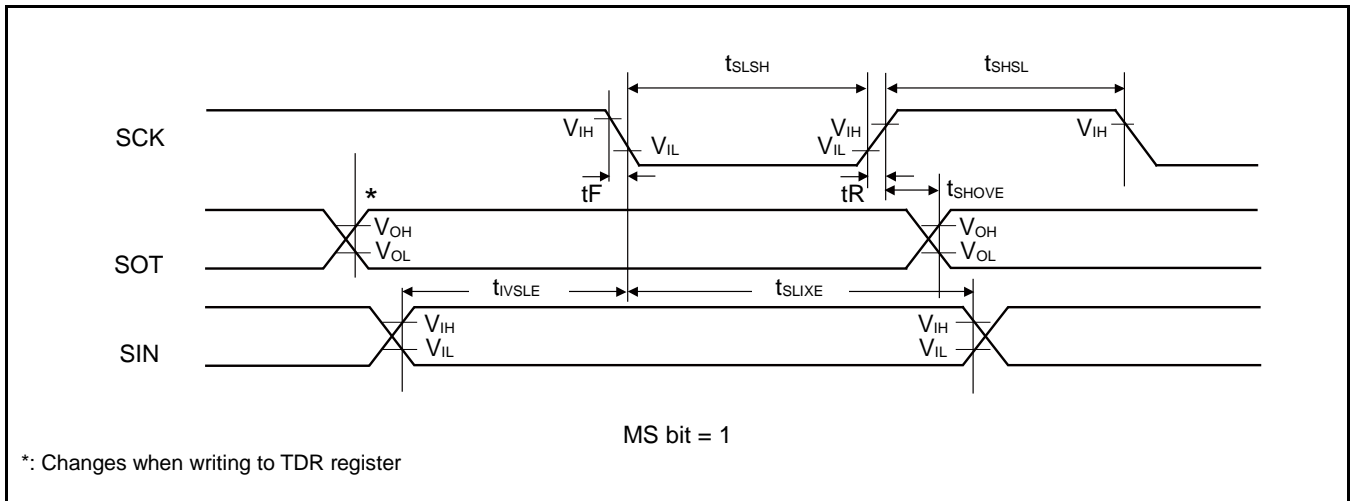 tSLSH
tSHSL
SCK
VIH
VIL
VIH
VIL
VIH
tF
tR
tSHOVE
*
SOT
VOH
VOL
VOH
VOL
tIVSLE
tSLIXE
SIN
VIH
VIL
VIH
VIL
MS bit = 1
*: Changes when writing to TDR register